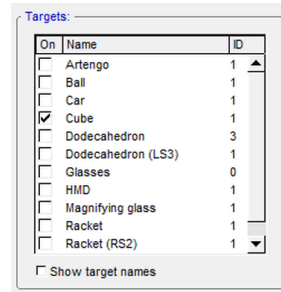 Targets:
On Name ID
Artengo 1
Ball 1
Car 1
Cube 1
Dodecahedron 3
Dodecahedron (LS3) 1
Glasses 0
HMD 1
Magnifying glass 1
Racket 1
Racket (RS2) 1
Show target names